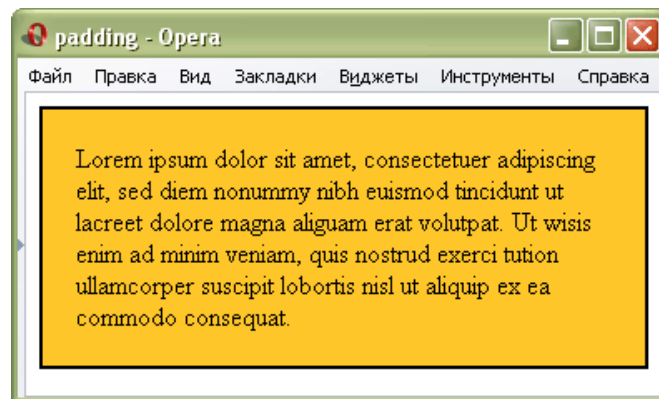 padding - Opera
Файл Правка Вид Закладки Виджеты Инструменты Справка
Lorem ipsum dolor sit amet, consectetuer adipiscing
elit, sed diem nonummy nibh euismod tincidunt ut
lacreet dolore magna aliguam erat volutpat. Ut wisis
enim ad minim veniam, quis nostrud exerci tution
ullamcorper suscipit lobortis nisl ut aliquip ex ea
commodo consequat.